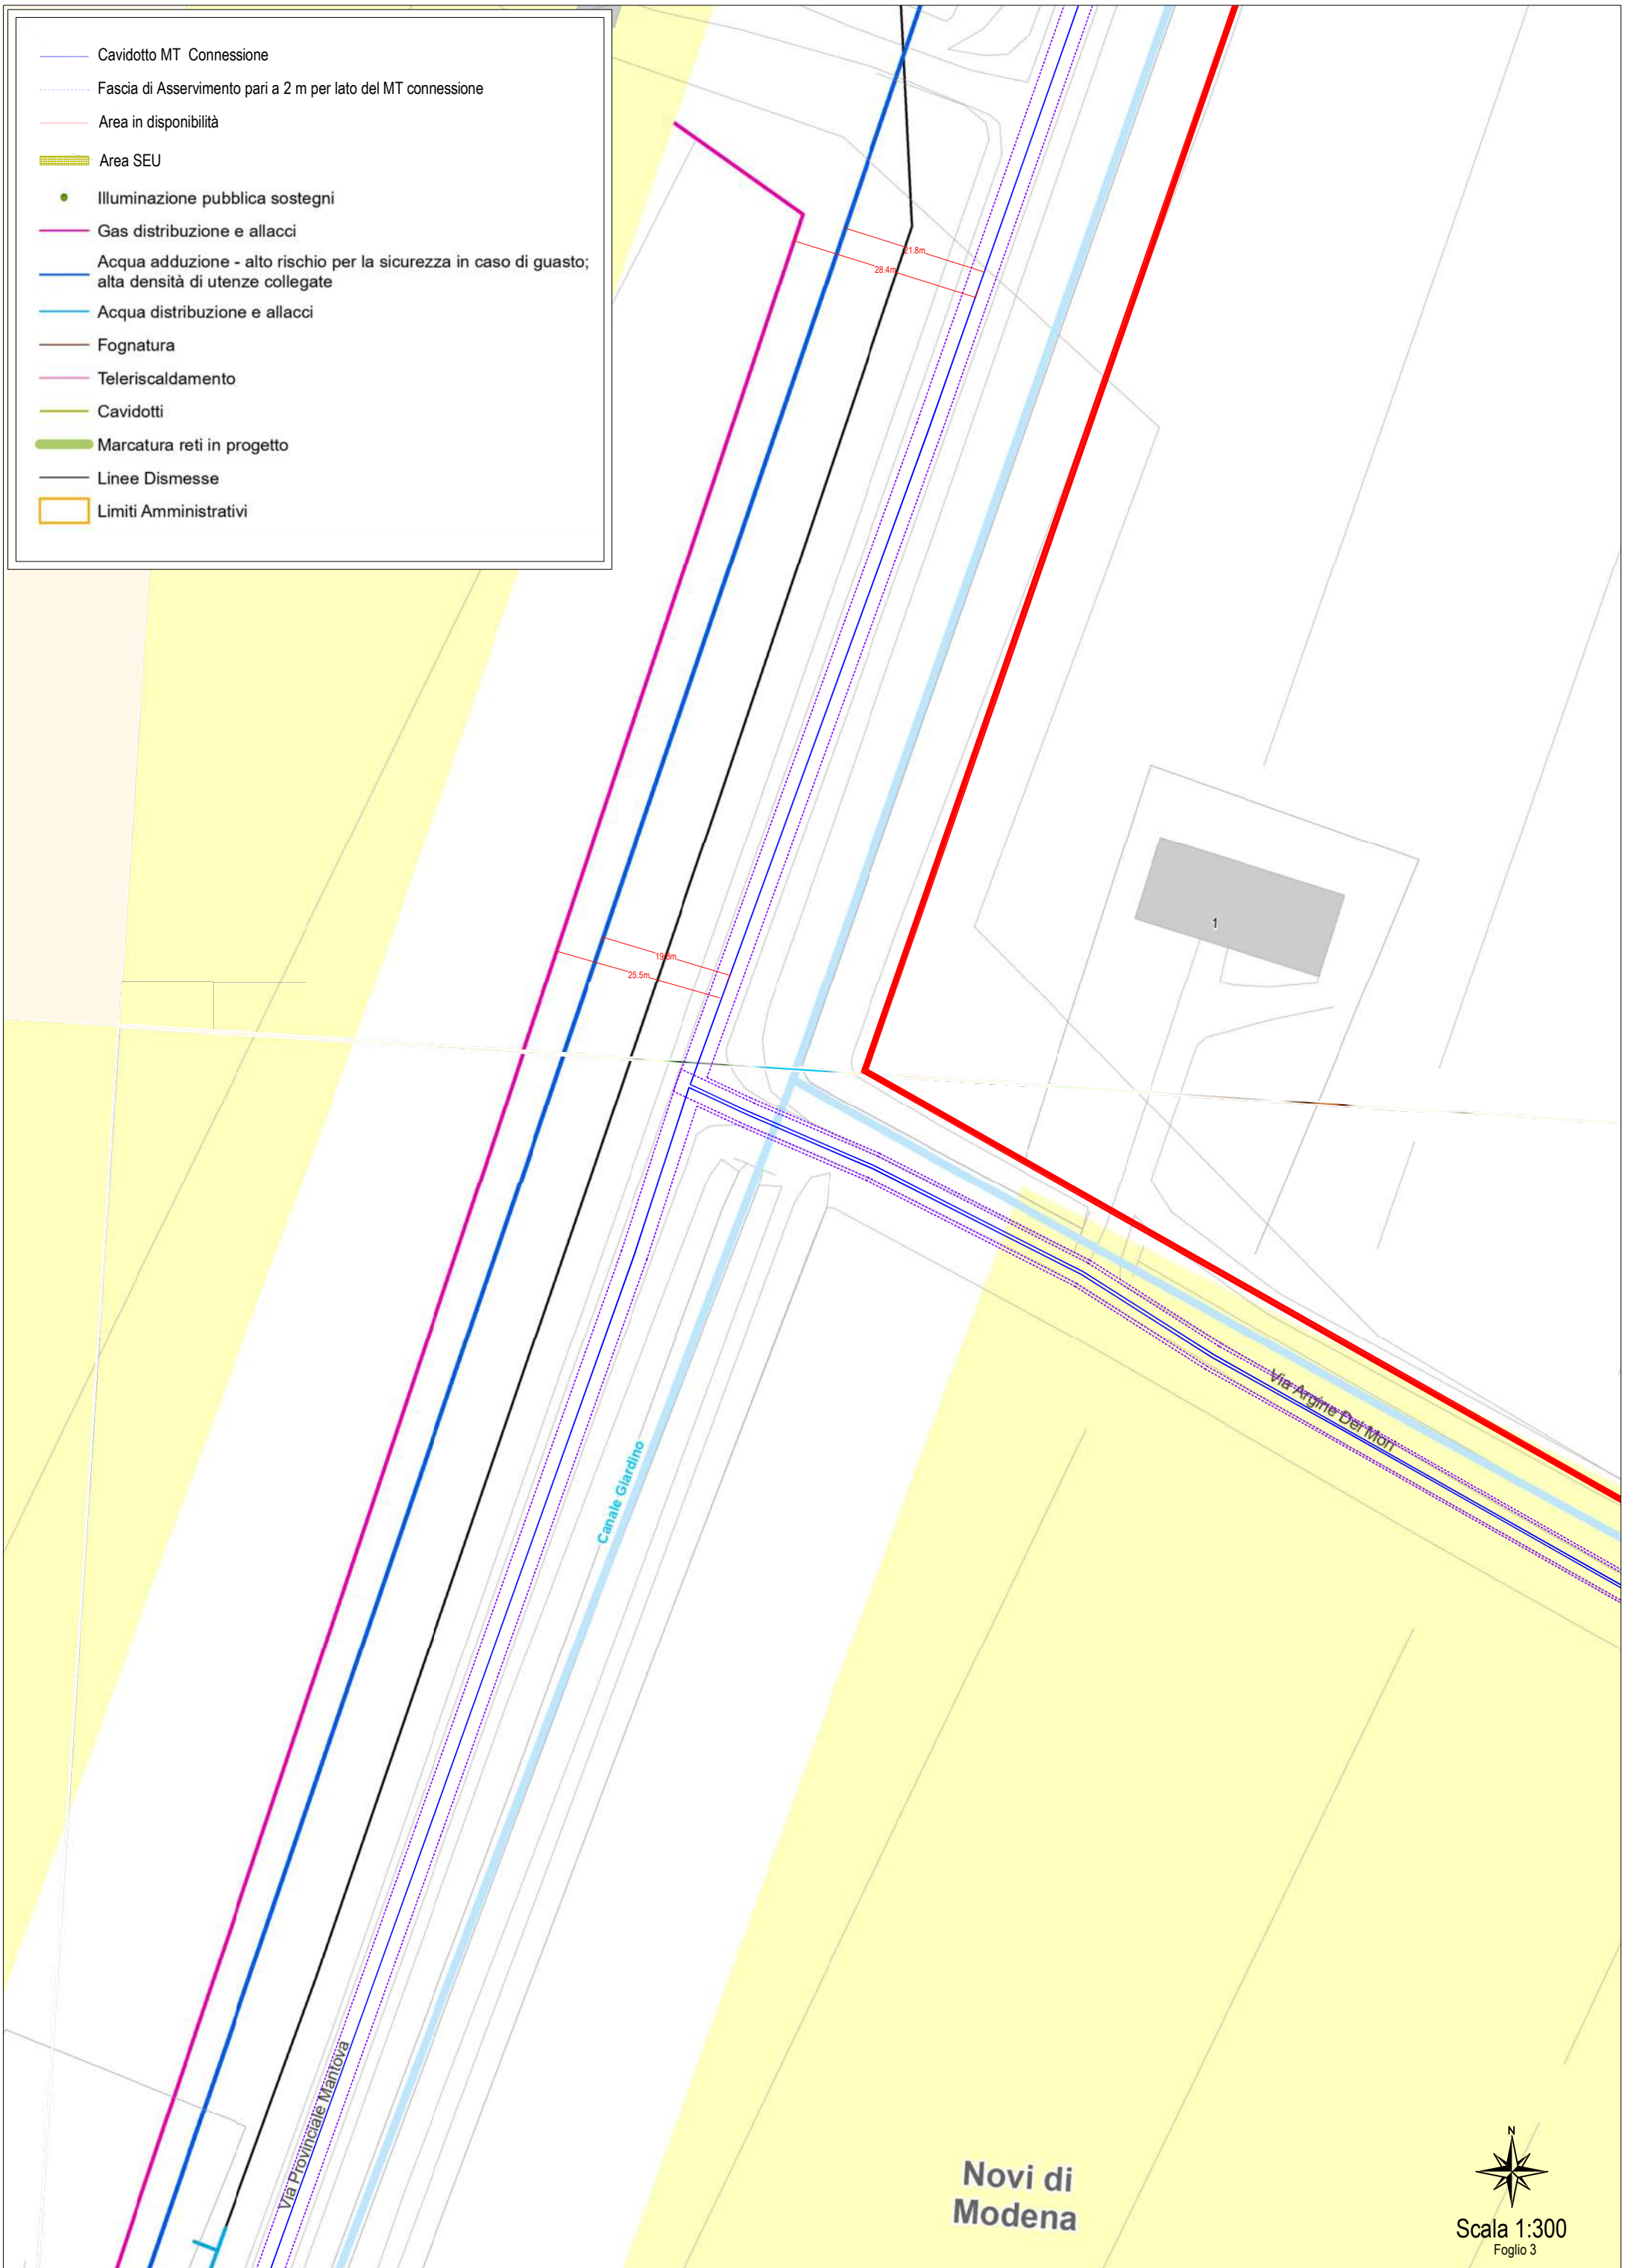 Cavidotto MT Connessione
Fascia di Asservimento pari a 2 m per lato del MT connessione
Area in disponibilità
Area SEU
Illuminazione pubblica sostegni
Gas distribuzione e allacci
Acqua adduzione - alto rischio per la sicurezza in caso di guasto;
alta densità di utenze collegate
Acqua distribuzione e allacci
Fognatura
Teleriscaldamento
Cavidotti
Marcatura reti in progetto
Linee Dismesse
Limiti Amministrativi
21.8m
28.4m
1
25.5m
Via Argine Dei Mori
Canale Giardino
Via Provinciale Mantova
Novi di
Modena
N
Scala 1:300
Foglio 3